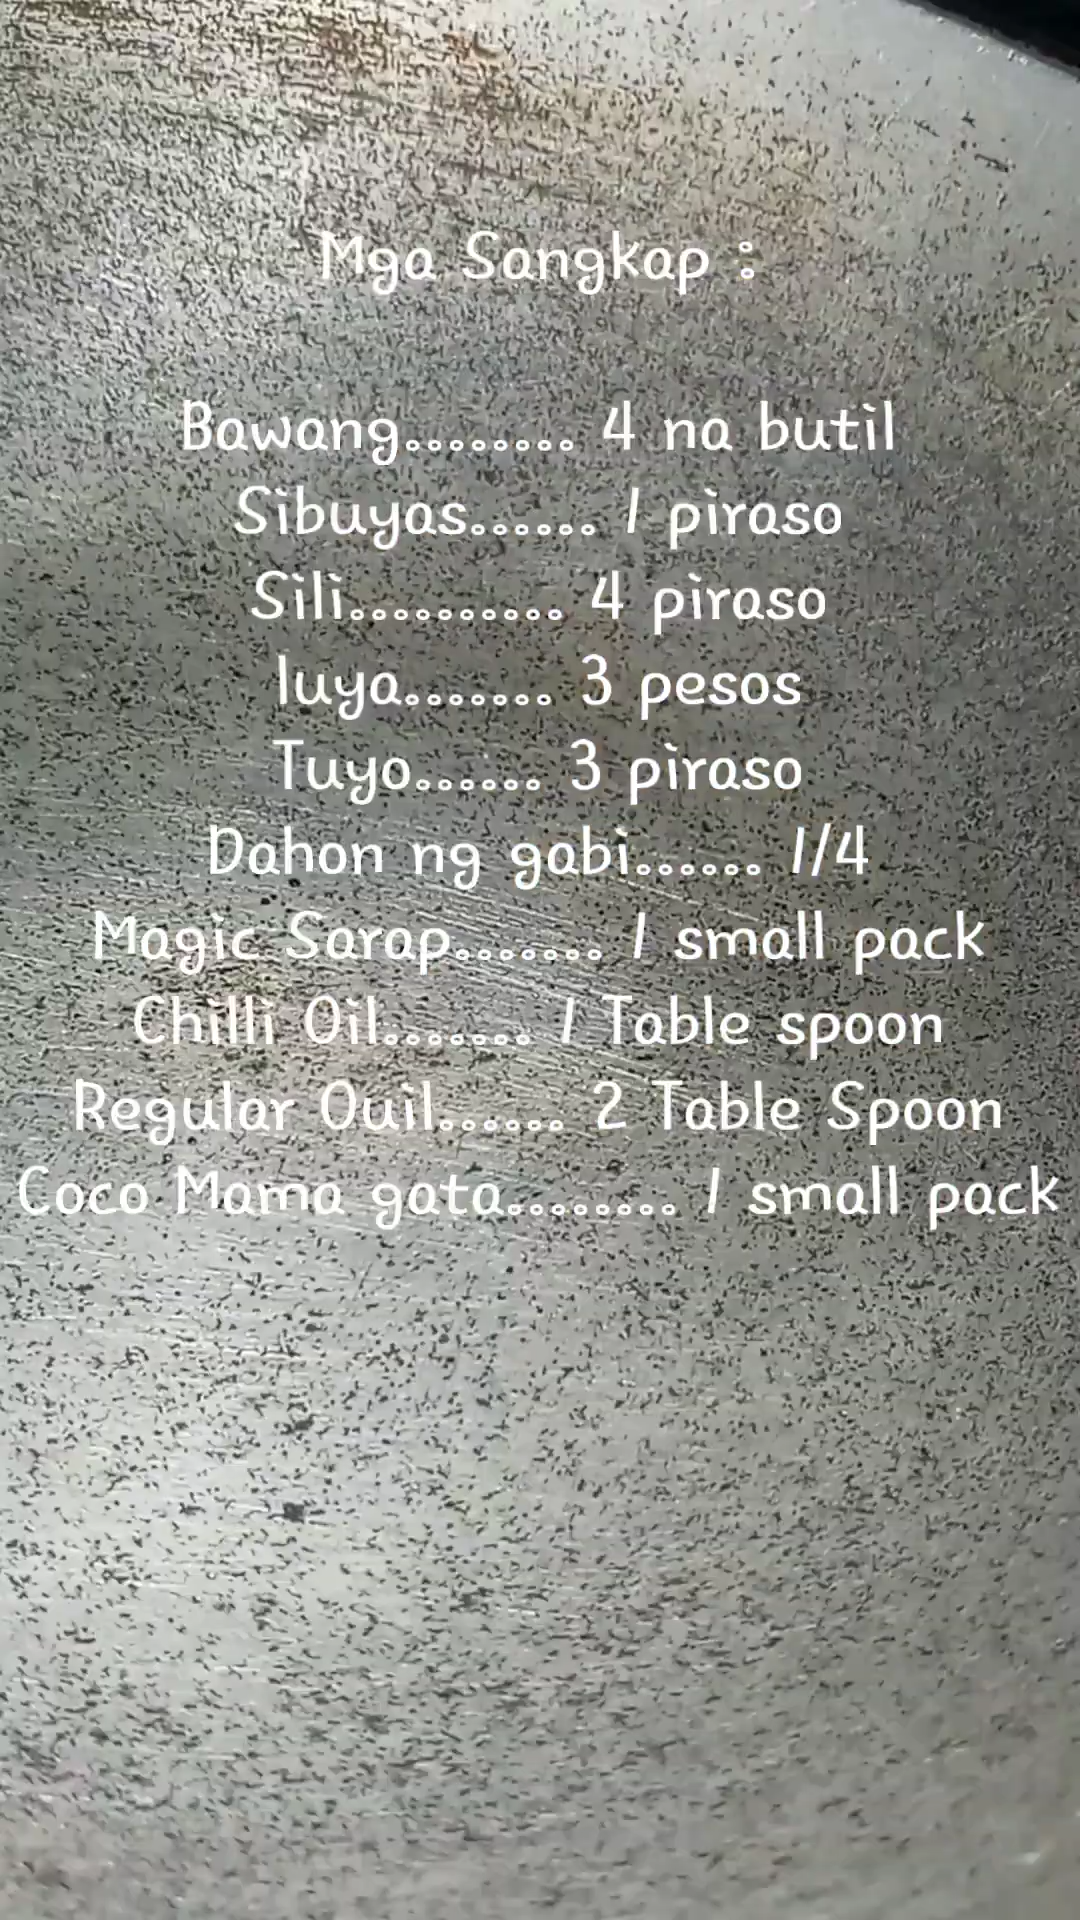 Mga Sangkap :
Bawang........ 4 na butil
Sibuyas...... 1 piraso
Sili.......... 4 piraso
luya....... 3 pesos
Tuyo...... 3 piraso
Dahon ng gabi...... 1/4
Magic Sarap....... 1 small pack
Chilli Oil....... 1 Table spoon
Regular Ouil...... 2 Table Spoon
Coco Mama gata........ 1 small pack